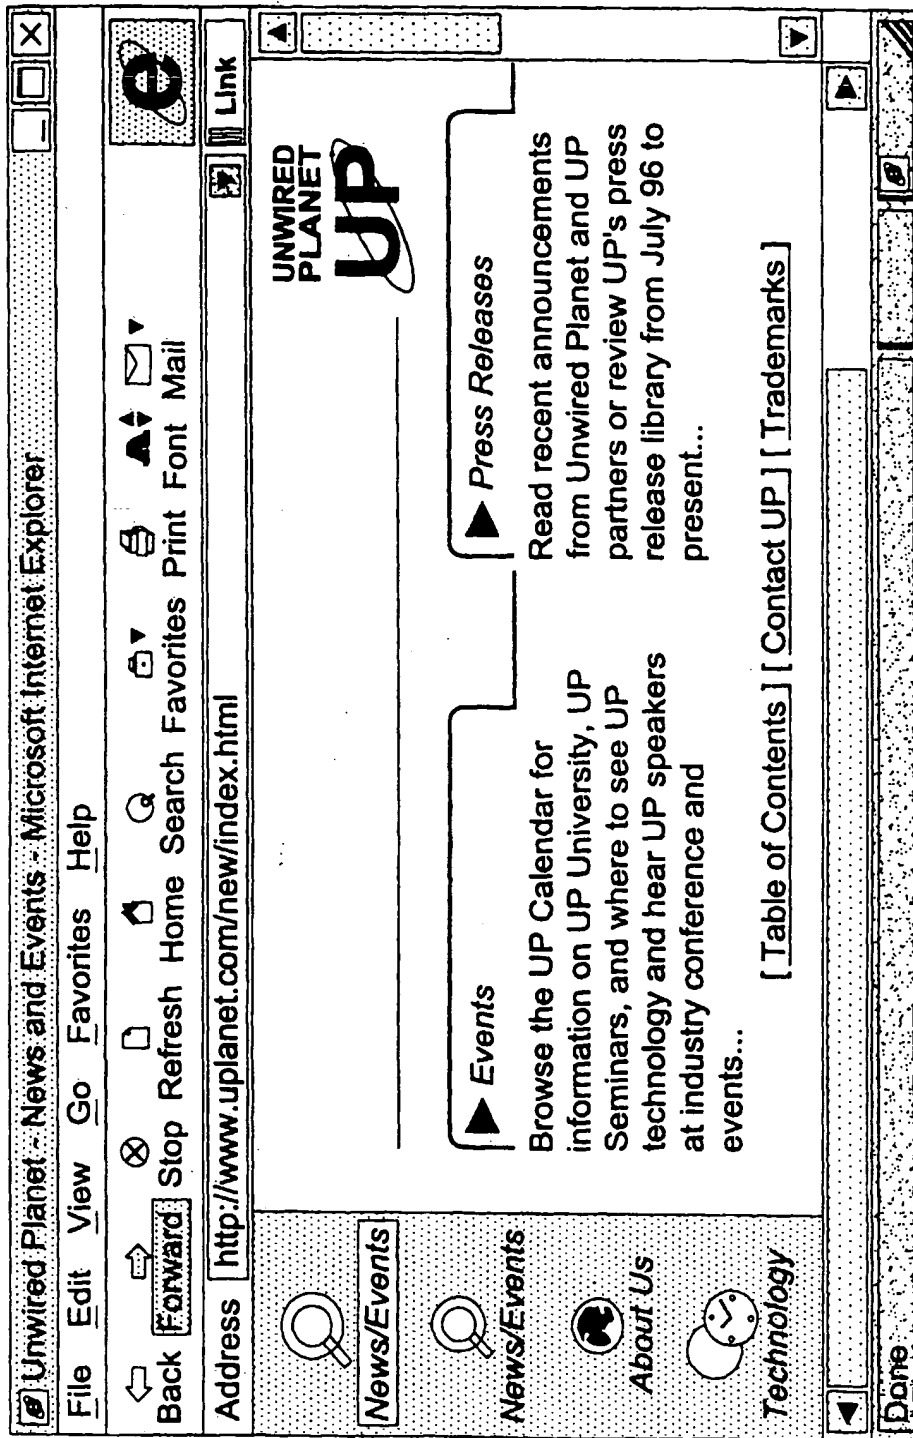 Unwired Planet - News and Events - Microsoft Internet Explorer
File Edit View Go Favorites Help
Back Forward Stop Refresh Home Search Favorites Print Font Mail
Address http://www.uplanet.com/new/index.html Link
UNWIRED
PLANET
UP
News/Events
News/Events
About Us
Technology
Events
Browse the UP Calendar for
information on UP University, UP
Seminars, and where to see UP
technology and hear UP speakers
at industry conference and
events...
Press Releases
Read recent announcements
from Unwired Planet and UP
partners or review UP's press
release library from July 96 to
present...
[ Table of Contents ] [ Contact UP ] [ Trademarks ]
Done